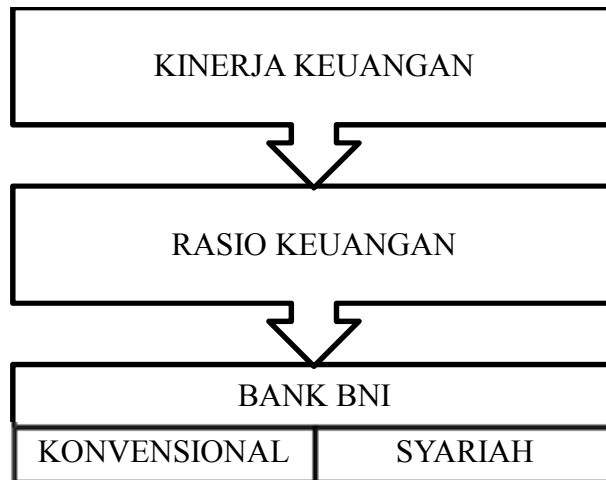 KINERJA KEUANGAN
RASIO KEUANGAN
BANK BNI
KONVENSIONAL
SYARIAH